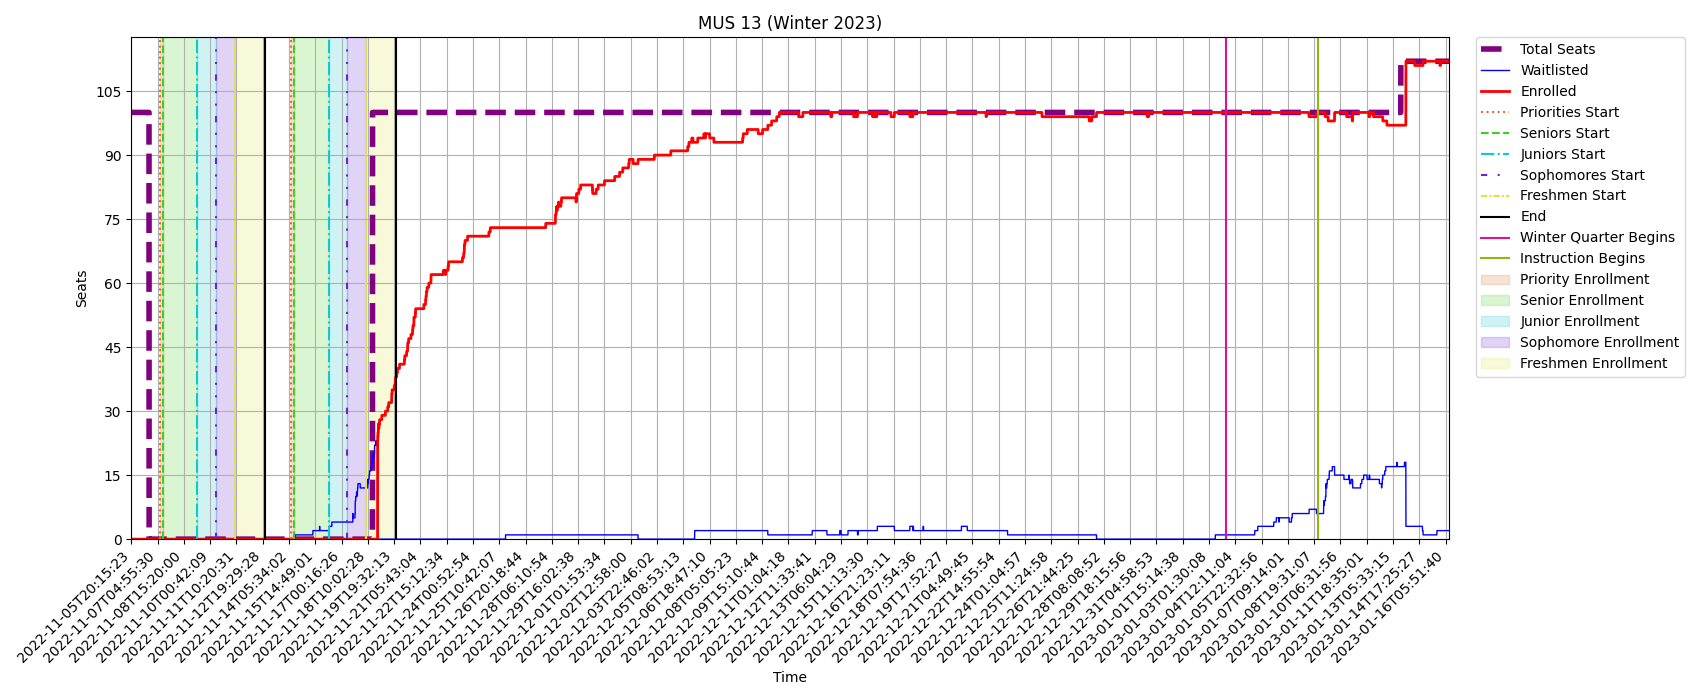 MUS 13 (Winter 2023)
Seats
105
90
75
60
45
30
15
0
2022-11-05T20:15:23
2022-11-07T04:55:30
2022-11-08T15:20:00
2022-11-10T00:42:09
2022-11-11T10:20:31
2022-11-12T19:29:28
2022-11-14T05:34:02
2022-11-15T14:49:01
2022-11-17T00:16:26
2022-11-18T10:02:28
2022-11-19T19:32:13
2022-11-21T05:43:04
2022-11-22T15:12:34
2022-11-24T00:52:54
2022-11-25T10:42:07
2022-11-26T20:18:44
2022-11-28T06:10:54
2022-11-29T16:02:38
2022-12-01T01:53:34
2022-12-02T12:58:00
2022-12-03T22:46:02
2022-12-05T08:53:13
2022-12-06T18:47:10
2022-12-08T05:05:23
2022-12-09T15:10:44
2022-12-11T01:04:18
2022-12-12T11:33:41
2022-12-13T06:04:29
2022-12-15T11:13:30
2022-12-16T21:23:11
2022-12-18T07:54:36
2022-12-19T17:52:27
2022-12-21T04:49:45
2022-12-22T14:55:54
2022-12-24T01:04:57
2022-12-25T11:24:58
2022-12-26T21:44:25
2022-12-28T08:08:52
2022-12-29T18:15:56
2022-12-31T04:58:53
2023-01-01T15:14:38
2023-01-03T01:30:08
2023-01-04T12:11:04
2023-01-05T22:32:56
2023-01-07T09:14:01
2023-01-08T19:31:07
2023-01-10T06:31:56
2023-01-11T18:35:01
2023-01-13T05:33:15
2023-01-14T17:25:27
2023-01-16T05:51:40
Time
Total Seats
Waitlisted
Enrolled
Priorities Start
Seniors Start
Juniors Start
Sophomores Start
Freshmen Start
End
Winter Quarter Begins
Instruction Begins
Priority Enrollment
Senior Enrollment
Junior Enrollment
Sophomore Enrollment
Freshmen Enrollment